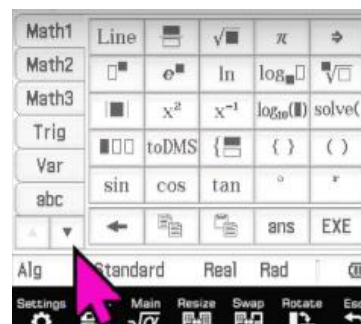 Math1 Line √■ π ⇒
Math2 □■ e■ ln log■□ ■√□
Math3 |■| x² x⁻¹ log₁₀(■) solve(
Trig ■□□ toDMS { } ( )
Var sin cos tan ° r
abc
ans EXE
Alg Standard Real Rad
Settings Main Resize Swap Rotate Esc